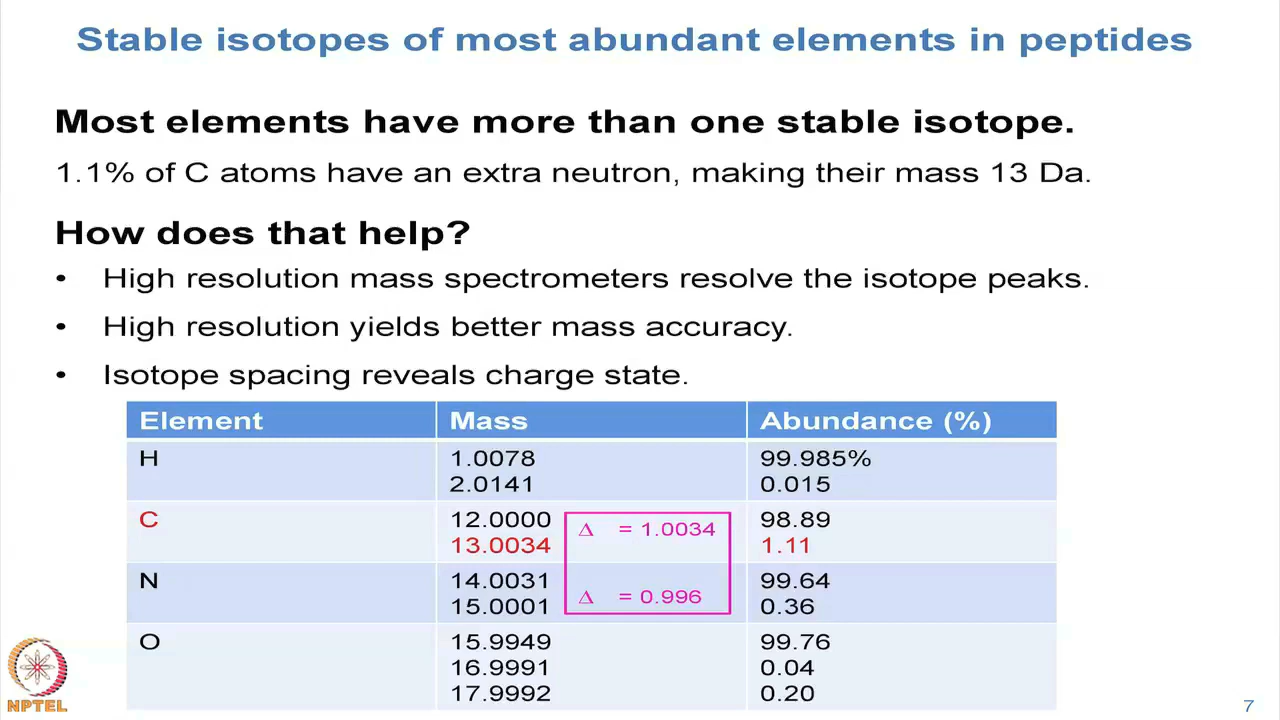 Stable isotopes of most abundant elements in peptides
Most elements have more than one stable isotope.
1.1% of C atoms have an extra neutron, making their mass 13 Da.
How does that help?
• High resolution mass spectrometers resolve the isotope peaks.
• High resolution yields better mass accuracy.
• Isotope spacing reveals charge state.
Element Mass Abundance (%)
H 1.0078 99.985%
2.0141 0.015
C 12.0000 Δ = 1.0034 98.89
13.0034 1.11
N 14.0031 99.64
15.0001 Δ = 0.996 0.36
O 15.9949 99.76
16.9991 0.04
17.9992 0.20
NPTEL
7